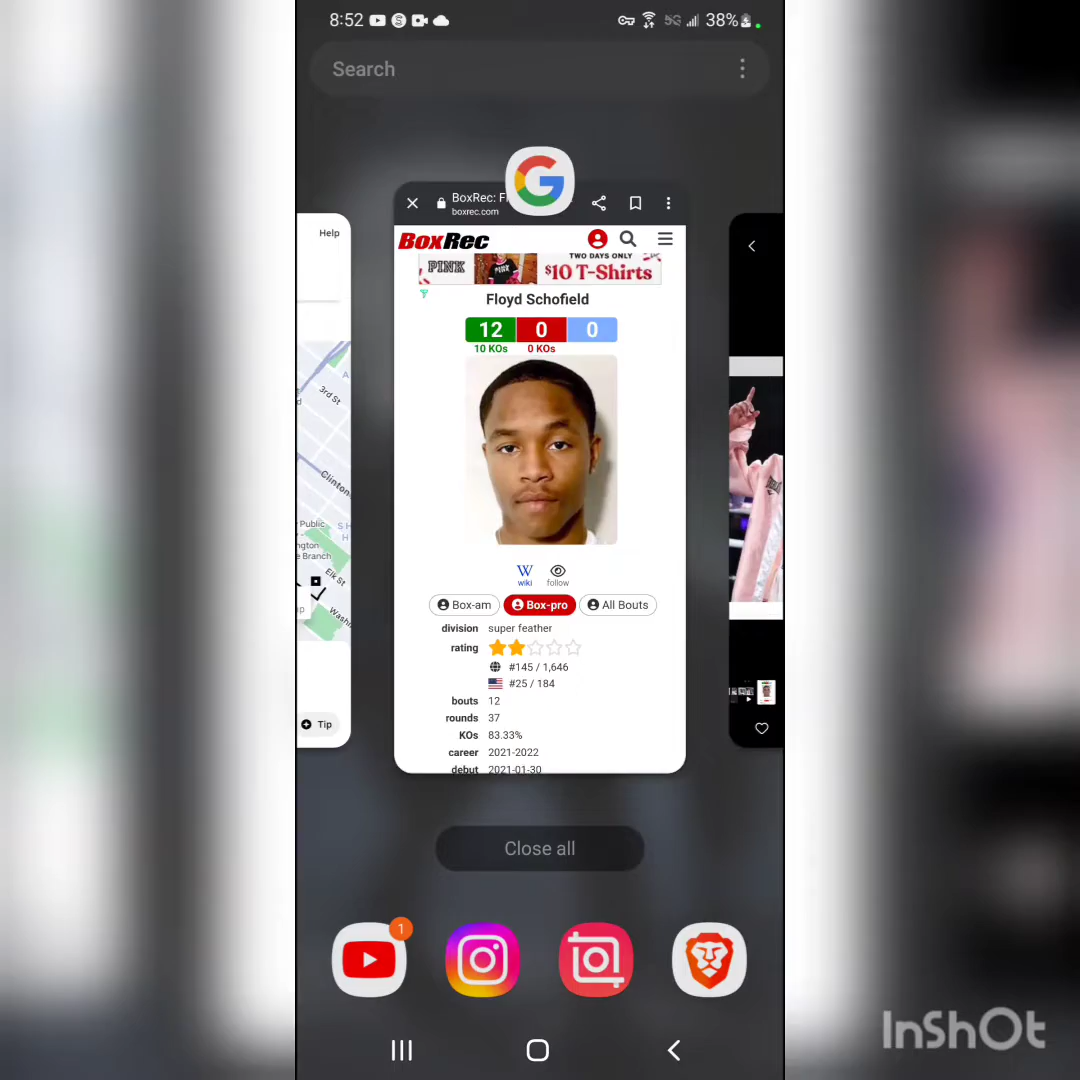 8:52
38%
Search
BoxRec: F
boxrec.com
Help
BoxRec
PINK
TWO DAYS ONLY
$10 T-Shirts
Floyd Schofield
12 0 0
10 KOs 0 KOs
3rd St
Clinton
Public
ngton
e Branch
Elk St
Wash
W
wiki follow
Box-am Box-pro All Bouts
division super feather
rating
#145 / 1,646
#25 / 184
bouts 12
rounds 37
KOs 83.33%
career 2021-2022
debut 2021-01-30
Tip
Close all
1
InShOt